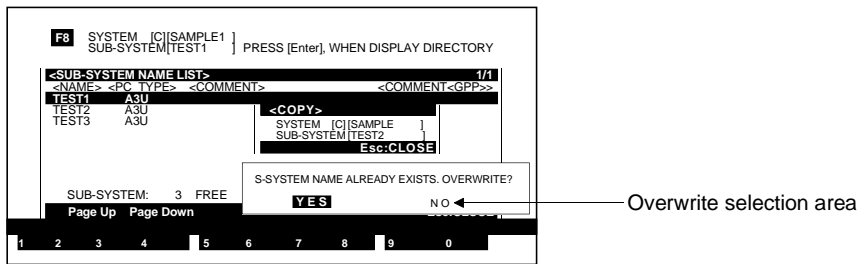 F8 SYSTEM [C][SAMPLE1 ]
SUB-SYSTEM[TEST1 ] PRESS [Enter], WHEN DISPLAY DIRECTORY
<SUB-SYSTEM NAME LIST> 1/1
<NAME> <PC TYPE> <COMMENT> <COMMENT<GPP>>
TEST1 A3U
TEST2 A3U
TEST3 A3U
<COPY>
SYSTEM [C][SAMPLE ]
SUB-SYSTEM[TEST2 ]
Esc:CLOSE
S-SYSTEM NAME ALREADY EXISTS. OVERWRITE?
YES NO
Overwrite selection area
SUB-SYSTEM: 3 FREE
Page Up Page Down
1 2 3 4 5 6 7 8 9 0